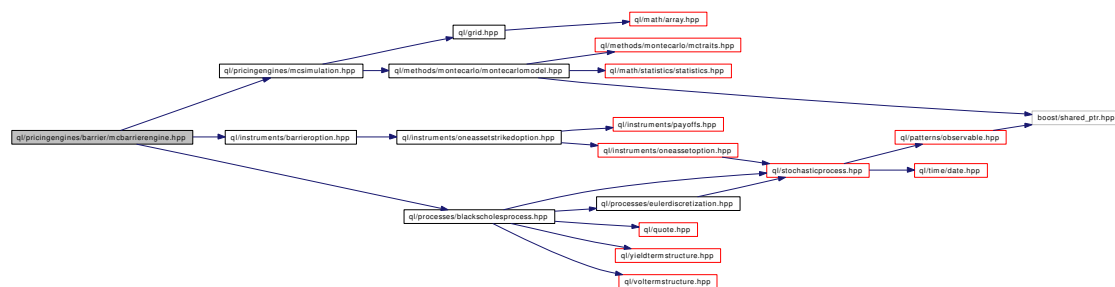 ql/math/array.hpp
ql/grid.hpp
ql/methods/montecarlo/mctraits.hpp
ql/pricingengines/mcsimulation.hpp
ql/methods/montecarlo/montecarlomodel.hpp
ql/math/statistics/statistics.hpp
boost/shared_ptr.hpp
ql/instruments/payoffs.hpp
ql/pricingengines/barrier/mcbarrierengine.hpp
ql/instruments/barrieroption.hpp
ql/instruments/oneassetstrikedoption.hpp
ql/patterns/observable.hpp
ql/instruments/oneassetoption.hpp
ql/stochasticprocess.hpp
ql/time/date.hpp
ql/processes/eulerdiscretization.hpp
ql/processes/blackscholesprocess.hpp
ql/quote.hpp
ql/yieldtermstructure.hpp
ql/voltermstructure.hpp